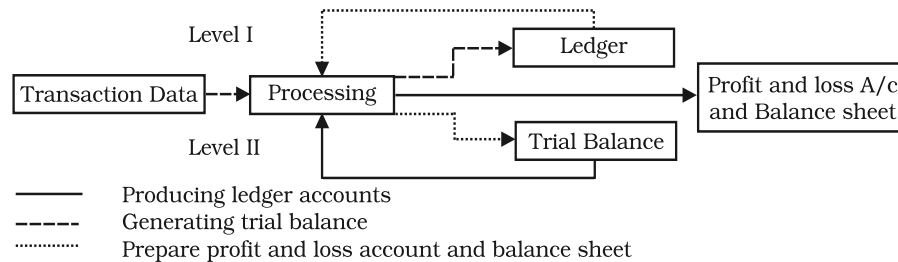 Level I
Ledger
Transaction Data
Processing
Profit and loss A/c
and Balance sheet
Level II
Trial Balance
Producing ledger accounts
Generating trial balance
Prepare profit and loss account and balance sheet